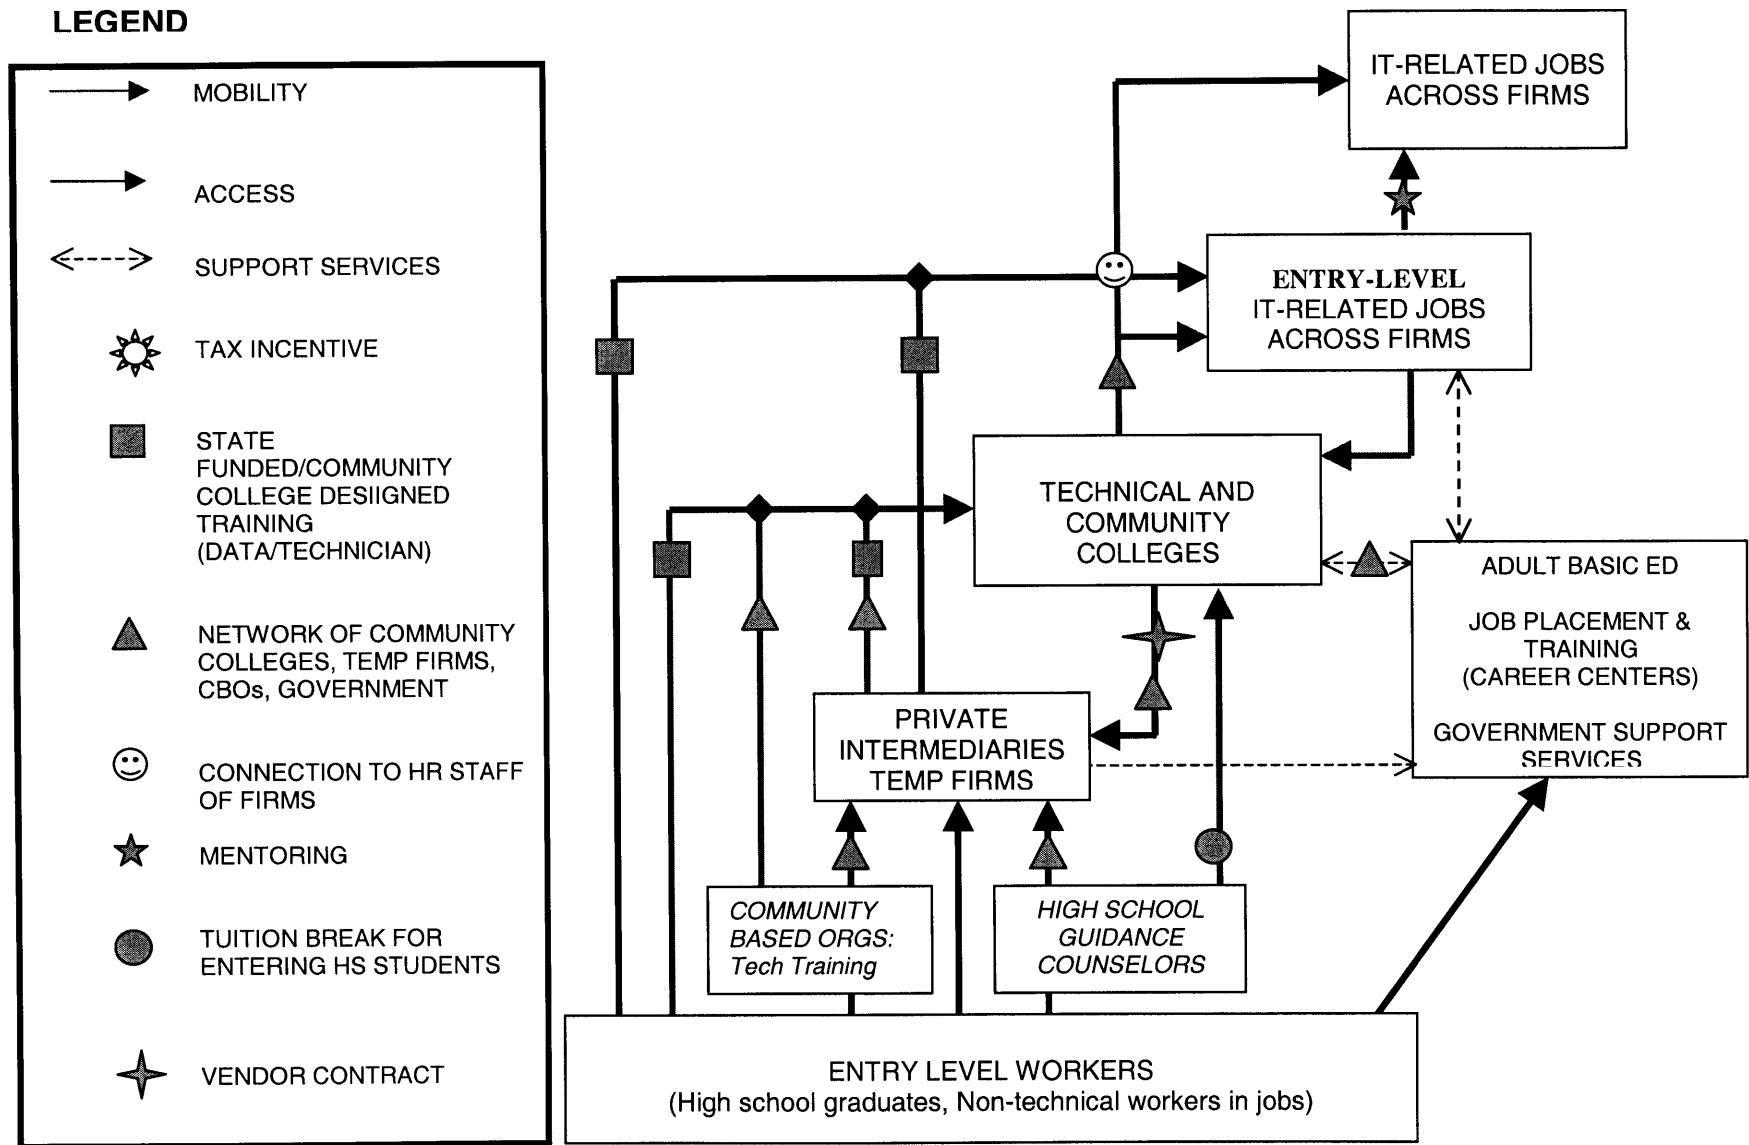 LEGEND
MOBILITY
ACCESS
SUPPORT SERVICES
TAX INCENTIVE
STATE
FUNDED/COMMUNITY
COLLEGE DESIIGNED
TRAINING
(DATA/TECHNICIAN)
NETWORK OF COMMUNITY
COLLEGES, TEMP FIRMS,
CBOs, GOVERNMENT
CONNECTION TO HR STAFF
OF FIRMS
MENTORING
TUITION BREAK FOR
ENTERING HS STUDENTS
VENDOR CONTRACT
IT-RELATED JOBS
ACROSS FIRMS
ENTRY-LEVEL
IT-RELATED JOBS
ACROSS FIRMS
TECHNICAL AND
COMMUNITY
COLLEGES
ADULT BASIC ED
JOB PLACEMENT &
TRAINING
(CAREER CENTERS)
GOVERNMENT SUPPORT
SERVICES
PRIVATE
INTERMEDIARIES
TEMP FIRMS
COMMUNITY
BASED ORGS:
Tech Training
HIGH SCHOOL
GUIDANCE
COUNSELORS
ENTRY LEVEL WORKERS
(High school graduates, Non-technical workers in jobs)